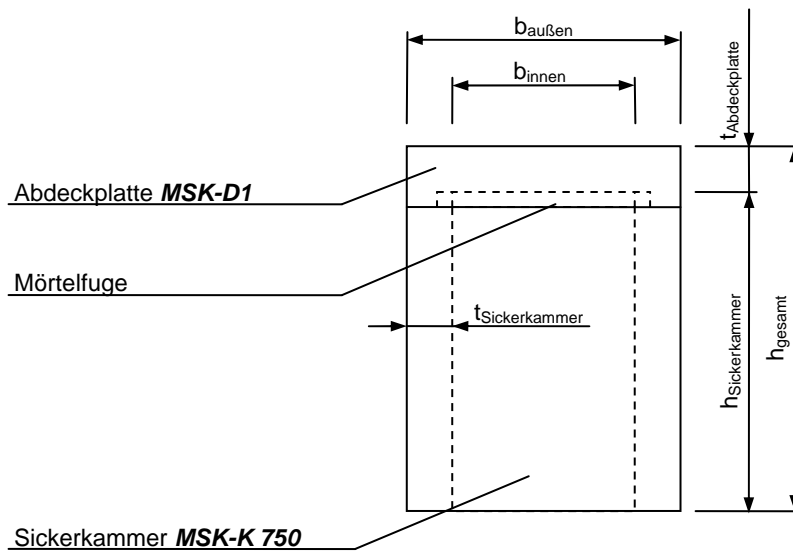 b_außen
b_innen
t_Abdeckplatte
Abdeckplatte MSK-D1
Mörtelfuge
t_Sickerkammer
h_Sickerkammer
h_gesamt
Sickerkammer MSK-K 750